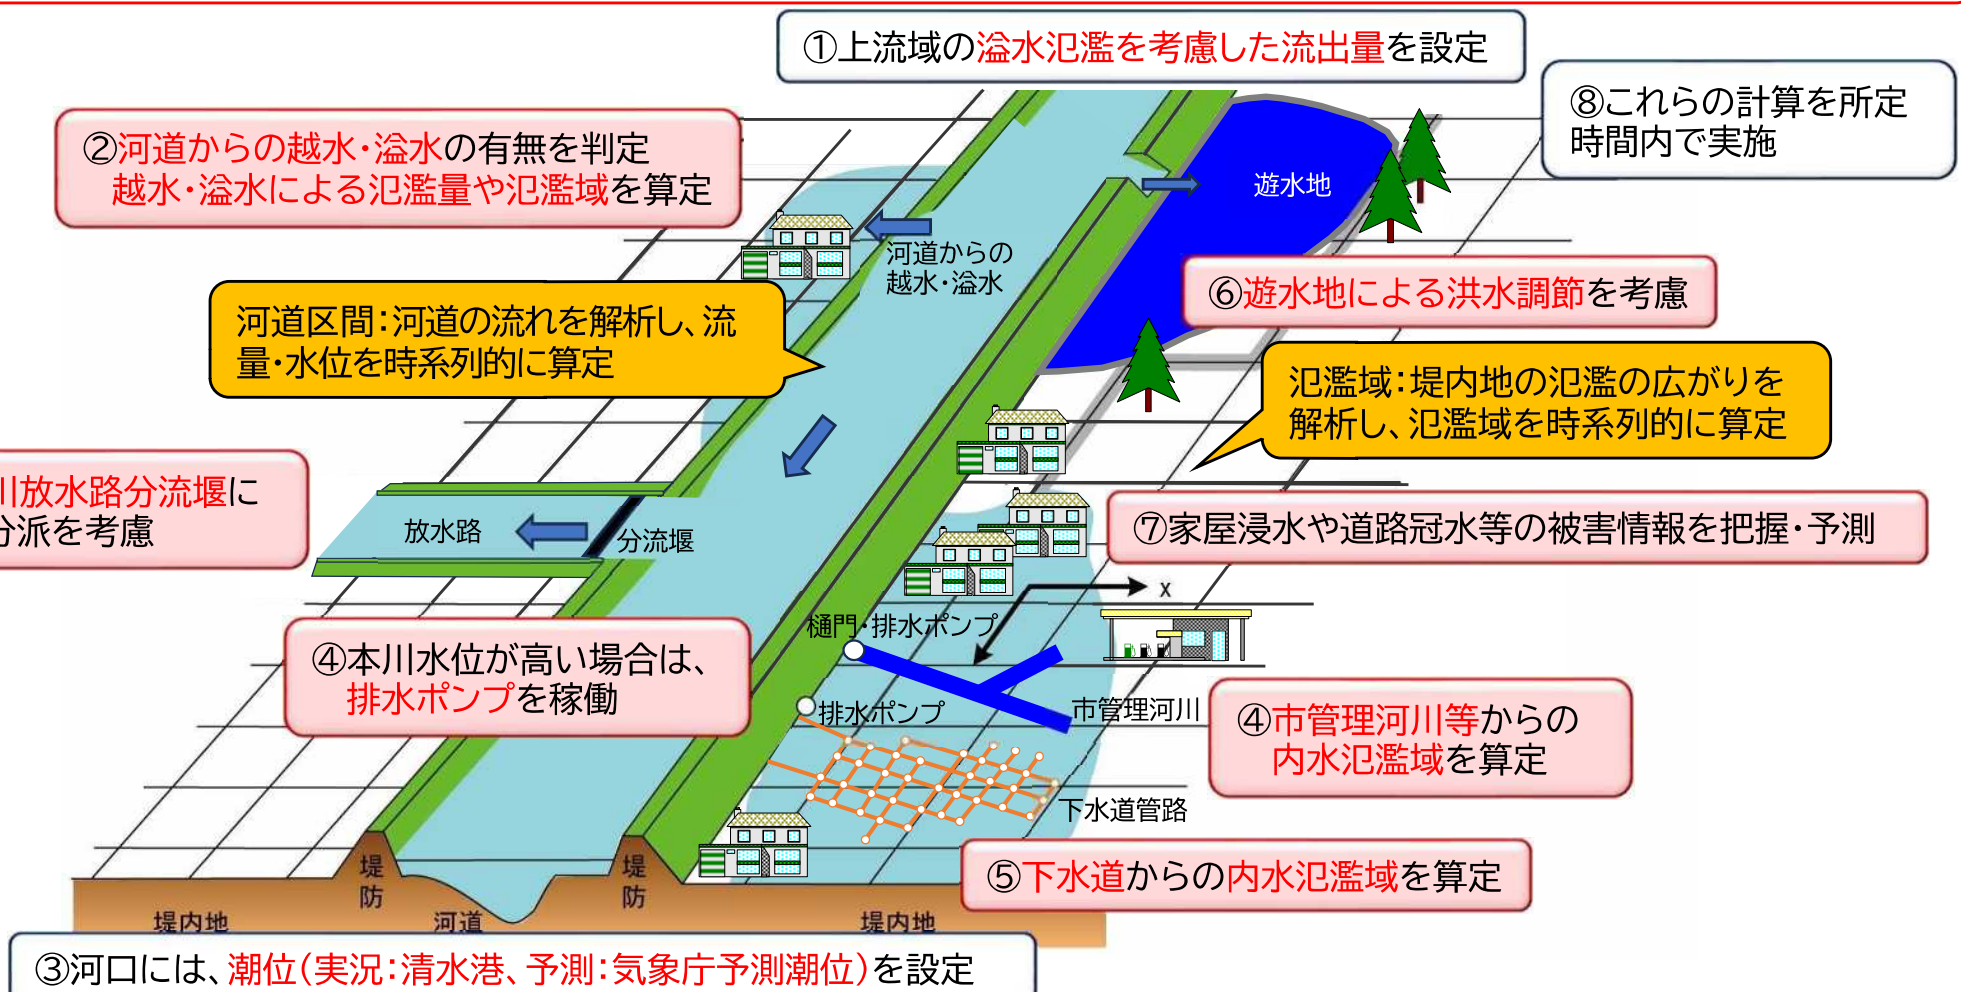 ①上流域の溢水氾濫を考慮した流出量を設定
⑧これらの計算を所定
時間内で実施
②河道からの越水・溢水の有無を判定
越水・溢水による氾濫量や氾濫域を算定
遊水地
河道からの
越水・溢水
⑥遊水地による洪水調節を考慮
河道区間：河道の流れを解析し、流
量・水位を時系列的に算定
氾濫域：堤内地の氾濫の広がりを
解析し、氾濫域を時系列的に算定
川放水路分流堰に
分派を考慮
放水路
分流堰
⑦家屋浸水や道路冠水等の被害情報を把握・予測
x
樋門・排水ポンプ
④本川水位が高い場合は、
排水ポンプを稼働
排水ポンプ
市管理河川
④市管理河川等からの
内水氾濫域を算定
下水道管路
⑤下水道からの内水氾濫域を算定
堤防
堤防
堤内地
河道
堤内地
③河口には、潮位（実況：清水港、予測：気象庁予測潮位）を設定